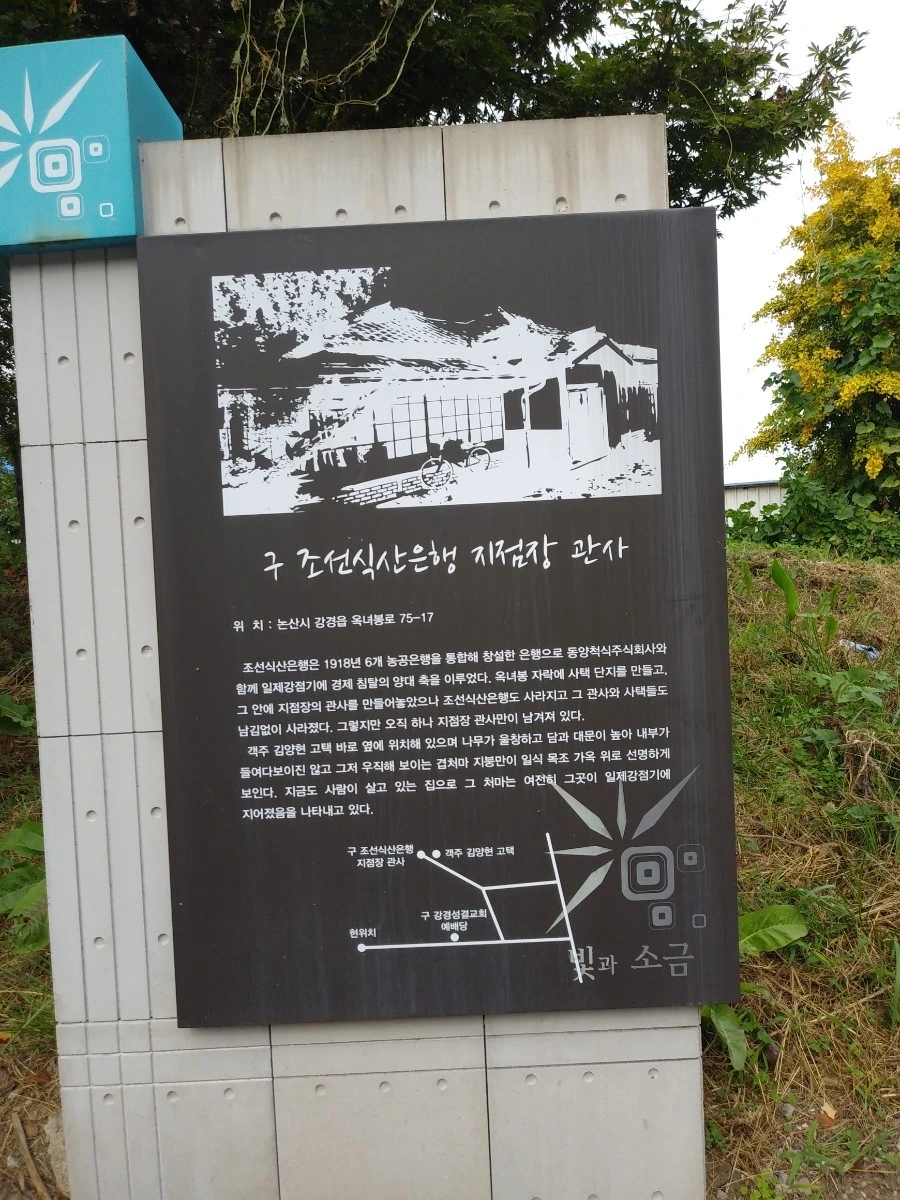 구 조선식산은행 지점장 관사
위 치 : 논산시 강경읍 옥녀봉로 75-17
조선식산은행은 1918년 6개 농공은행을 통합해 창설한 은행으로 동양척식주식회사와
함께 일제강점기에 경제 침탈의 양대 축을 이루었다. 옥녀봉 자락에 사택 단지를 만들고,
그 안에 지점장의 관사를 만들어놓았으나 조선식산은행도 사라지고 그 관사와 사택들도
남김없이 사라졌다. 그렇지만 오직 하나 지점장 관사만이 남겨져 있다.
객주 김양현 고택 바로 옆에 위치해 있으며 나무가 울창하고 담과 대문이 높아 내부가
들여다보이진 않고 그저 우직해 보이는 겹처마 지붕만이 일식 목조 가옥 위로 선명하게
보인다. 지금도 사람이 살고 있는 집으로 그 처마는 여전히 그곳이 일제강점기에
지어졌음을 나타내고 있다.
구 조선식산은행
지점장 관사
객주 김양현 고택
구 강경성결교회
예배당
현위치
빛과 소금